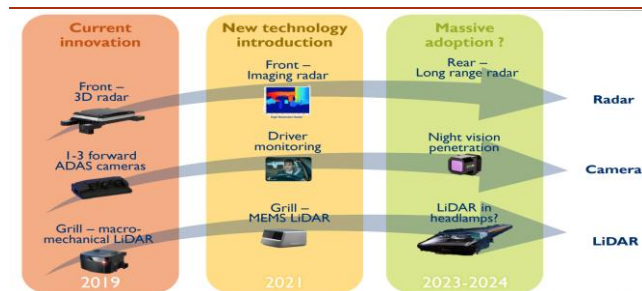 Current
innovation
New technology
introduction
Massive
adoption ?
Front –
3D radar
Front –
Imaging radar
Rear –
Long range radar
Radar
1-3 forward
ADAS cameras
Driver
monitoring
Night vision
penetration
Camera
Grill – macro-
mechanical LiDAR
Grill –
MEMS LiDAR
LiDAR in
headlamps?
LiDAR
2019
2021
2023-2024